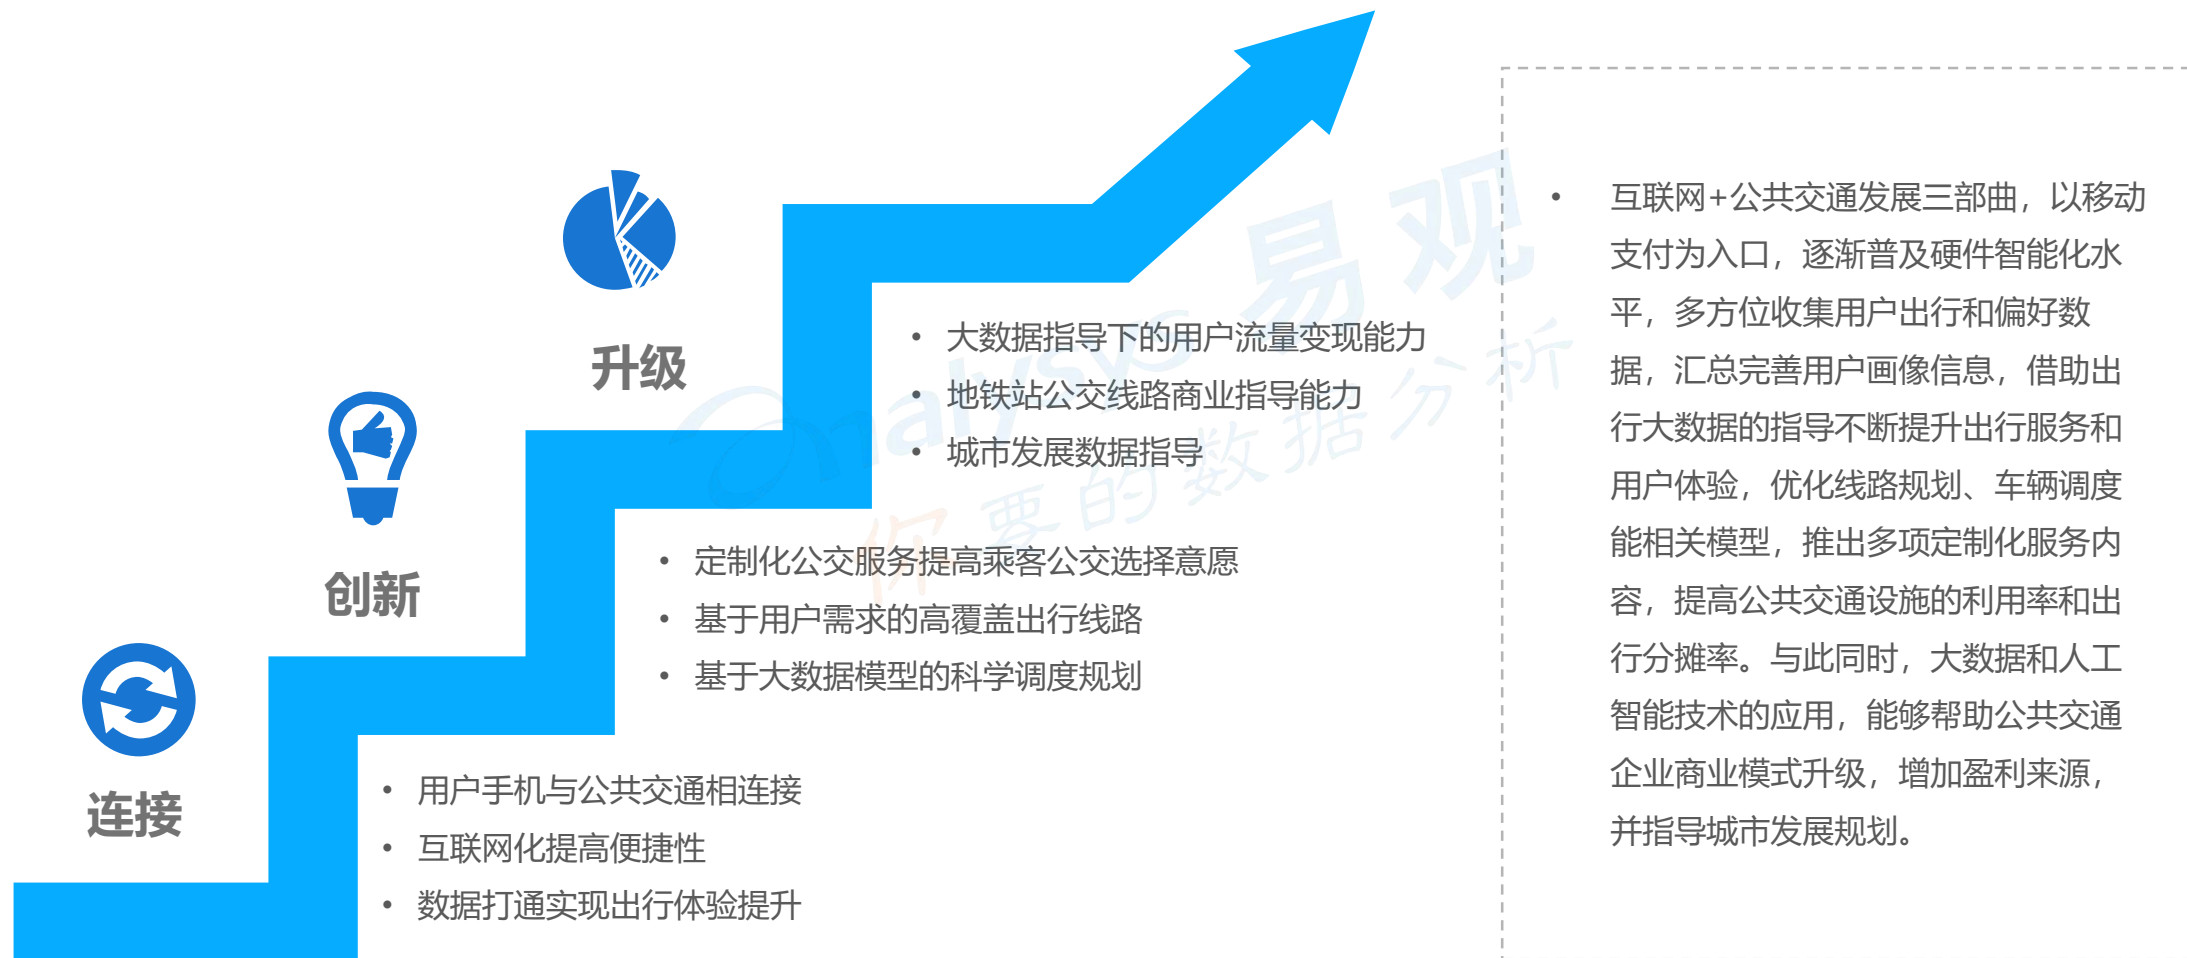 升级
• 大数据指导下的用户流量变现能力
• 地铁站公交线路商业指导能力
• 城市发展数据指导
创新
• 定制化公交服务提高乘客公交选择意愿
• 基于用户需求的高覆盖出行线路
• 基于大数据模型的科学调度规划
连接
• 用户手机与公共交通相连接
• 互联网化提高便捷性
• 数据打通实现出行体验提升
• 互联网+公共交通发展三部曲，以移动
支付为入口，逐渐普及硬件智能化水
平，多方位收集用户出行和偏好数
据，汇总完善用户画像信息，借助出
行大数据的指导不断提升出行服务和
用户体验，优化线路规划、车辆调度
能相关模型，推出多项定制化服务内
容，提高公共交通设施的利用率和出
行分摊率。与此同时，大数据和人工
智能技术的应用，能够帮助公共交通
企业商业模式升级，增加盈利来源，
并指导城市发展规划。
analysys 易观
你要的数据分析